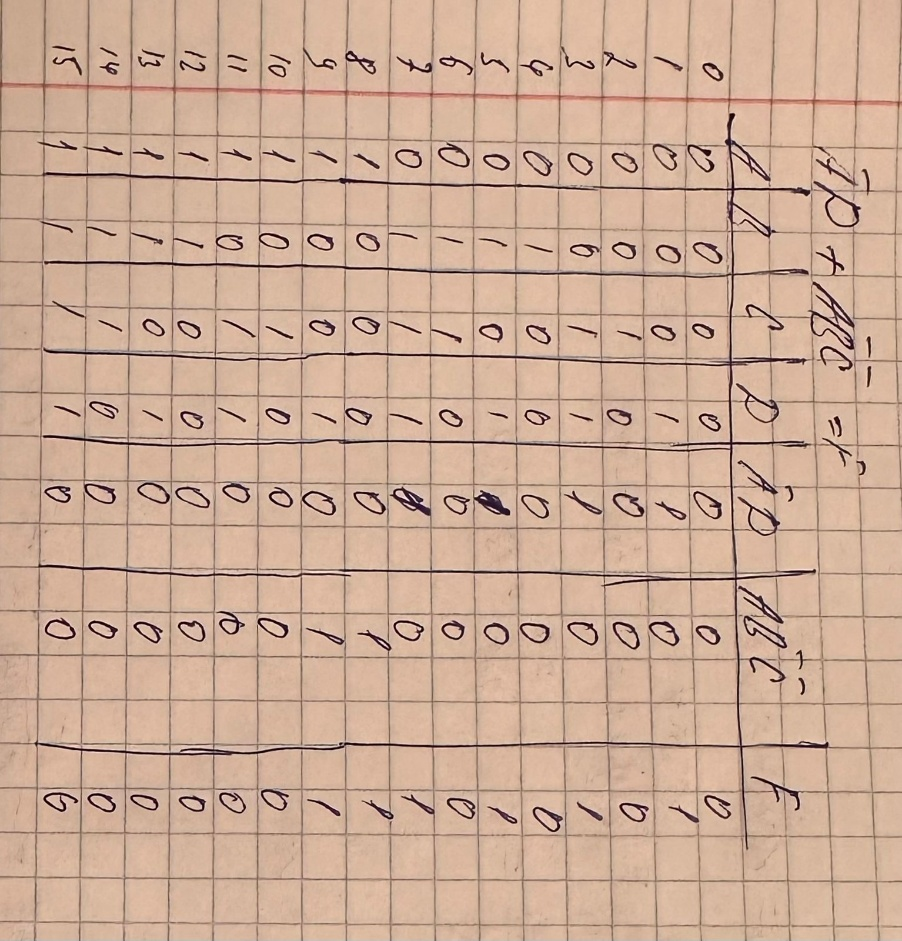 ĀD + AB̄C̄ = F
A B C D ĀD AB̄C̄ F
0 0 0 0 0 0 0 0
1 0 0 0 1 1 0 1
2 0 0 1 0 0 0 0
3 0 0 1 1 1 0 1
4 0 1 0 0 0 0 0
5 0 1 0 1 0 1
6 0 1 1 0 0 0 0
7 0 1 1 1 0 1
8 1 0 0 0 0 1 1
9 1 0 0 1 0 1 1
10 1 0 1 0 0 0 0
11 1 0 1 1 0 0 0
12 1 1 0 0 0 0 0
13 1 1 0 1 0 0 0
14 1 1 1 0 0 0 0
15 1 1 1 1 0 0 0